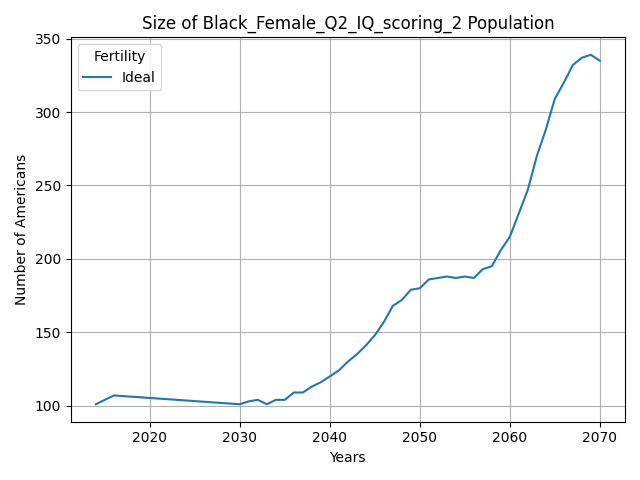 Size of Black_Female_Q2_IQ_scoring_2 Population
Fertility
Ideal
Number of Americans
350
300
250
200
150
100
2020 2030 2040 2050 2060 2070
Years